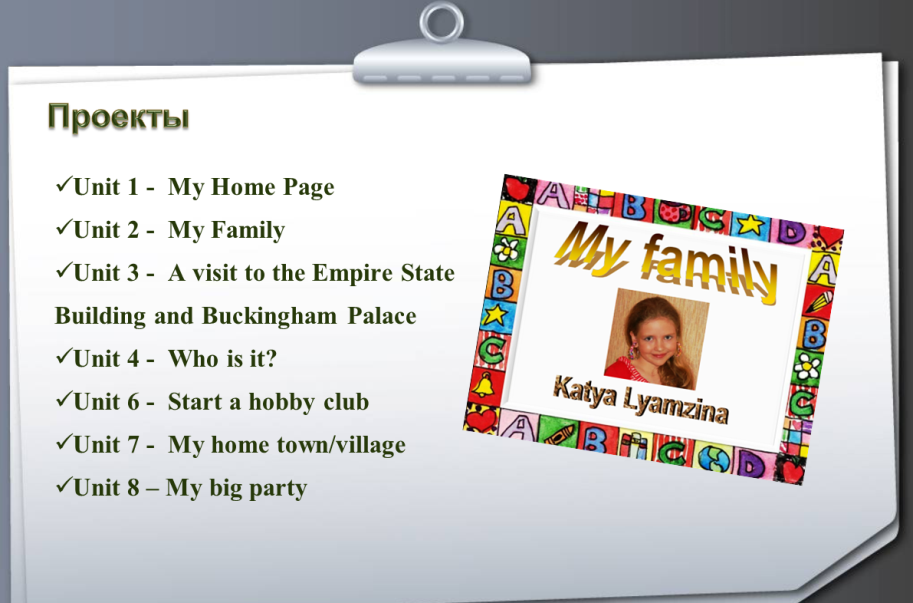 Проекты
✓Unit 1 - My Home Page
✓Unit 2 - My Family
✓Unit 3 - A visit to the Empire State
Building and Buckingham Palace
✓Unit 4 - Who is it?
✓Unit 6 - Start a hobby club
✓Unit 7 - My home town/village
✓Unit 8 – My big party
My family
Katya Lyamzina